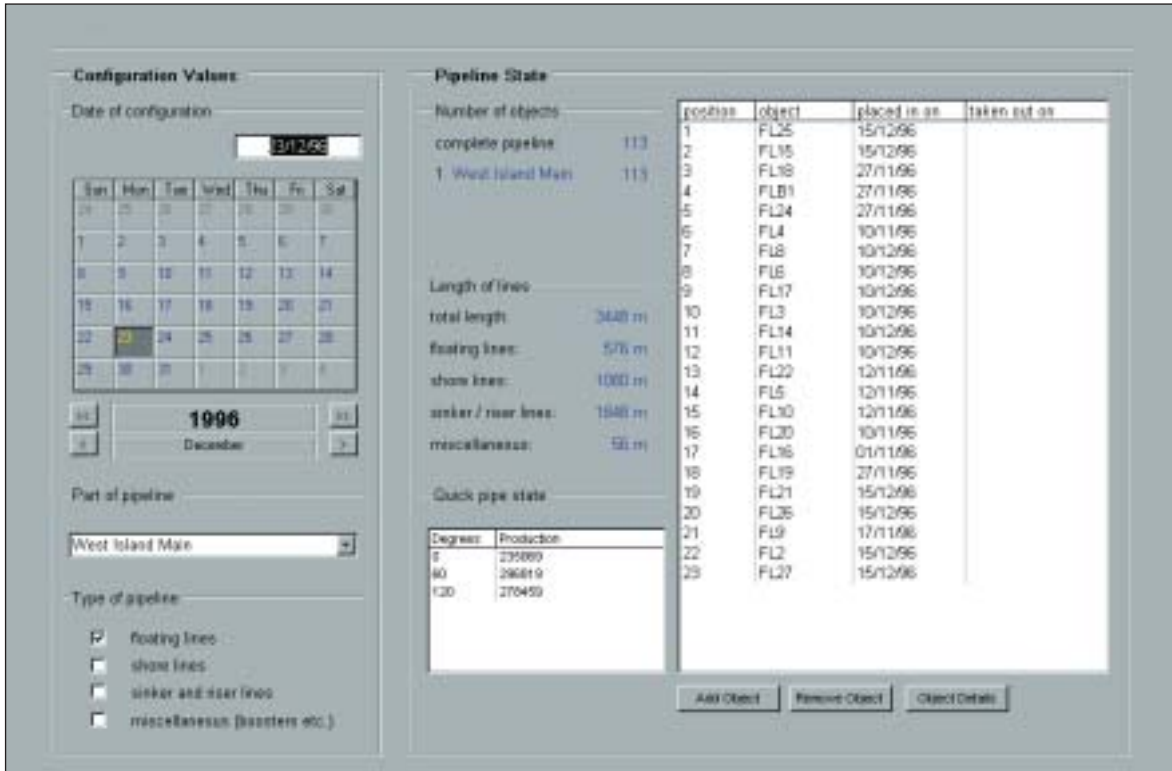 Configuration Values
Date of configuration
Sun Mon Tue Wed Thu Fri Sat
1 2 3 4 5 6 7
8 9 10 11 12 13 14
15 16 17 18 19 20 21
22 23 24 25 26 27 28
29 30 31
<< 1996 >>
< December >
Part of pipeline
West Island Main
Type of pipeline
floating lines
shore lines
sinker and riser lines
miscellaneous (boosters etc.)
Pipeline State
Number of objects
complete pipeline 113
1 West Island Main 113
Length of lines
total length:
floating lines: 576 m
shore lines:
sinker / riser lines:
miscellaneous: 56 m
Quick pipe state
Degrees Production
0
60
120 278459
position object placed in on taken out on
1 FL25 15/12/96
2 FL15 15/12/96
3 FL18 27/11/96
4 FLB1 27/11/96
5 FL24 27/11/96
6 FL4 10/11/96
7 FL8 10/12/96
8 FL6 10/12/96
9 FL17 10/12/96
10 FL3 10/12/96
11 FL14 10/12/96
12 FL11 10/12/96
13 FL22 12/11/96
14 FL5 12/11/96
15 FL10 12/11/96
16 FL20 10/11/96
17 FL16 01/11/96
18 FL19 27/11/96
19 FL21 15/12/96
20 FL26 15/12/96
21 FL9 17/11/96
22 FL2 15/12/96
23 FL27 15/12/96
Add Object Remove Object Object Details